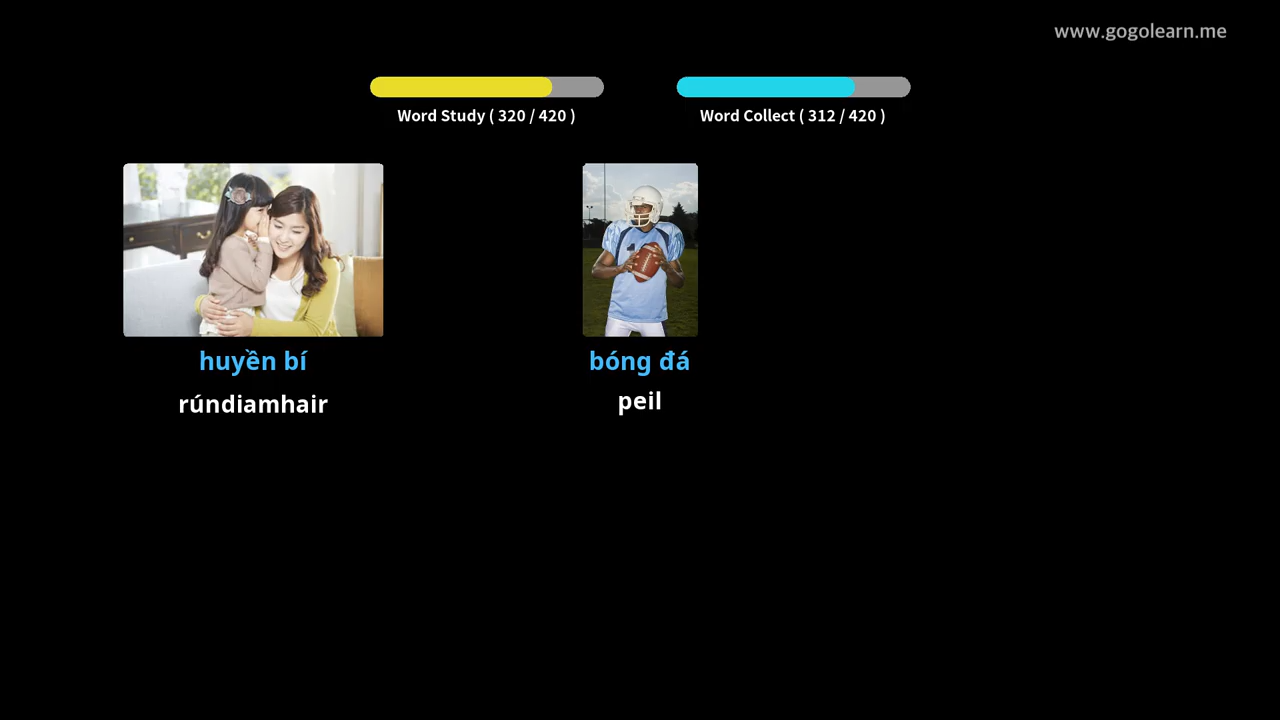 www.gogolearn.me
Word Study ( 320 / 420 )
Word Collect ( 312 / 420 )
huyền bí
rúndiamhair
bóng đá
peil